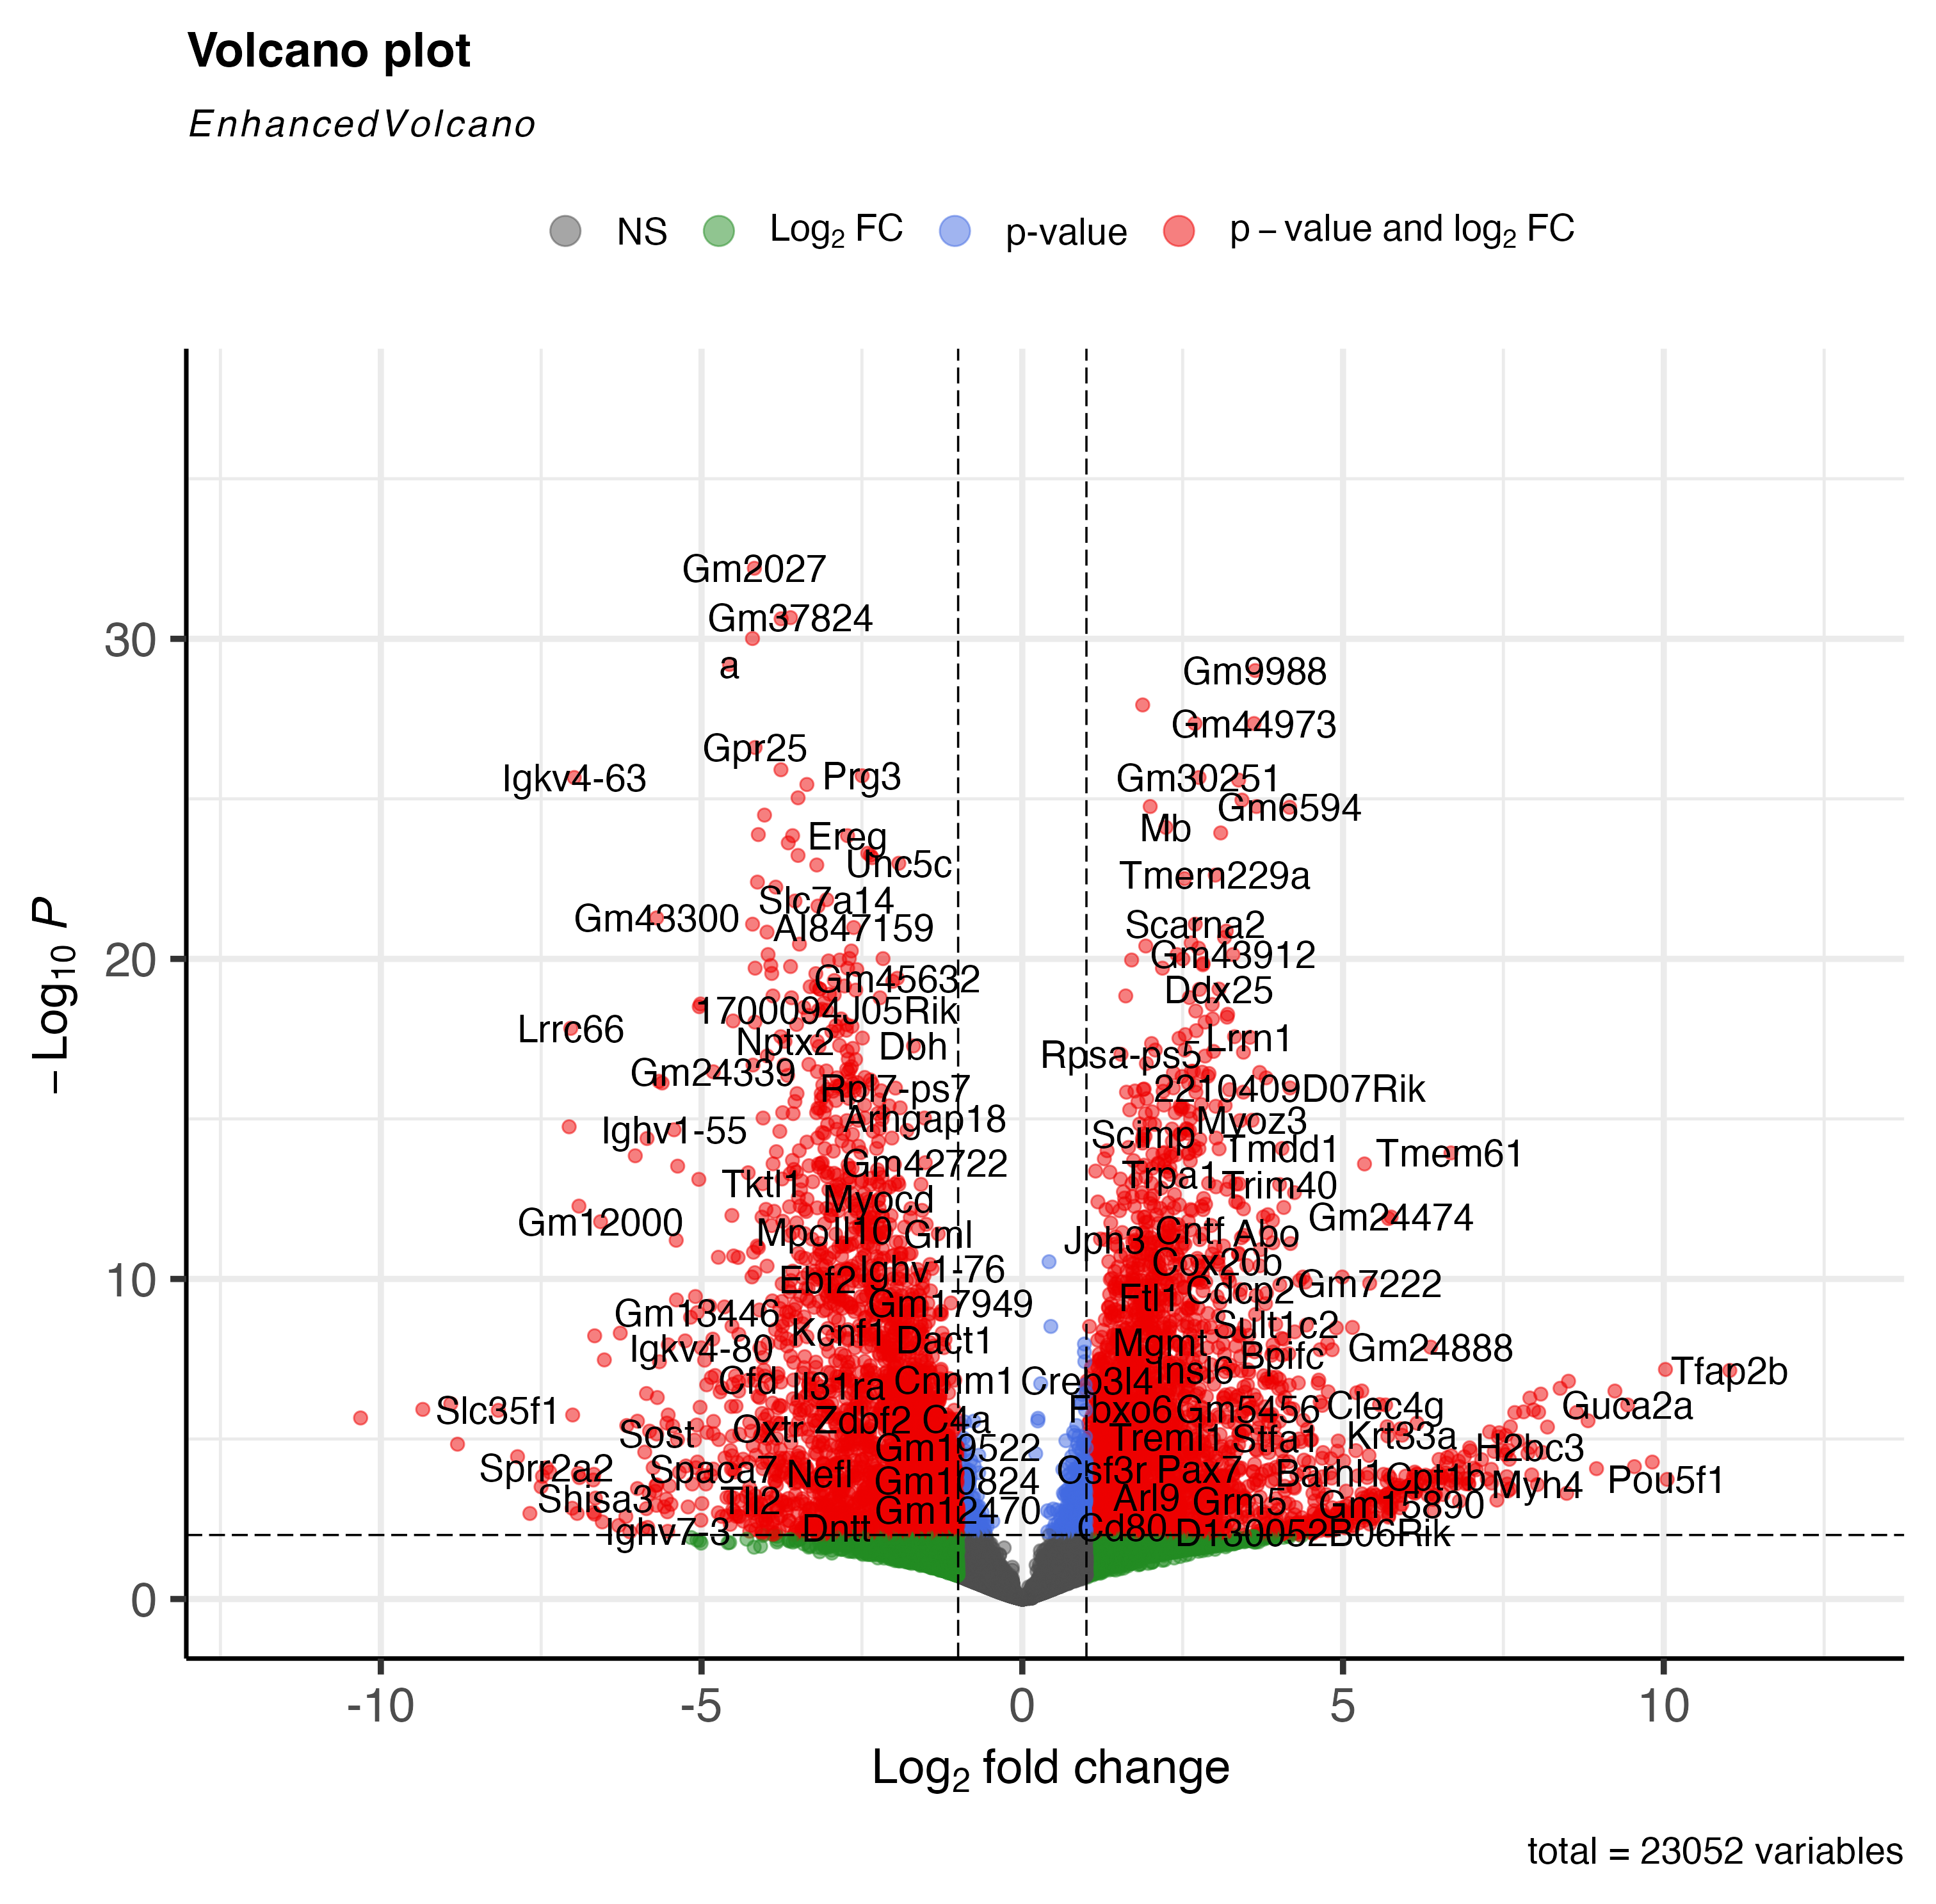 Volcano plot
EnhancedVolcano
NS Log2 FC p-value p – value and log2 FC
–Log10 P
30
20
10
0
Gm2027
Gm37824
a
Gm9988
Gm44973
Gpr25
Igkv4-63 Prg3 Gm30251
Gm6594
Mb
Ereg
Unc5c
Tmem229a
Slc7a14
Gm43300 Scarna2
AI847159
Gm43912
Gm45632
Ddx25
1700094J05Rik
Lrrc66
Nptx2 Dbh Lrrn1
Rpsa-ps5
Gm24339
Rpl7-ps7 2210409D07Rik
Arhgap18 Myoz3
Ighv1-55 Scimp
Tmdd1 Tmem61
Gm42722
Tktl1 Trpa1 Trim40
Myocd
Gm12000 Gm24474
Mpo Il10 Gml Jph3 Cntf Abo
Ighv1-76 Cox20b
Ebf2 Cdcp2 Gm7222
Gm17949 Ftl1
Gm13446
Kcnf1 Dact1 Sult1c2
Igkv4-80 Mgmt Bpifc Gm24888
Insl6 Tfap2b
Cfd Il31ra Cnnm1 Creb3l4
Slc35f1 Fbxo6 Gm5456 Clec4g Guca2a
Sost Oxtr Zdbf2 C4a
Gm19522 Treml1 Stfa1 Krt33a H2bc3
Sprr2a2 Spaca7 Nefl Csf3r Pax7 Barhl1 Cpt1b
Gm10824 Myh4 Pou5f1
Shisa3 Tll2 Arl9 Grm5 Gm15890
Gm12470
Ighv7-3 Dntt Cd80 D130052B06Rik
-10 -5 0 5 10
Log2 fold change
total = 23052 variables